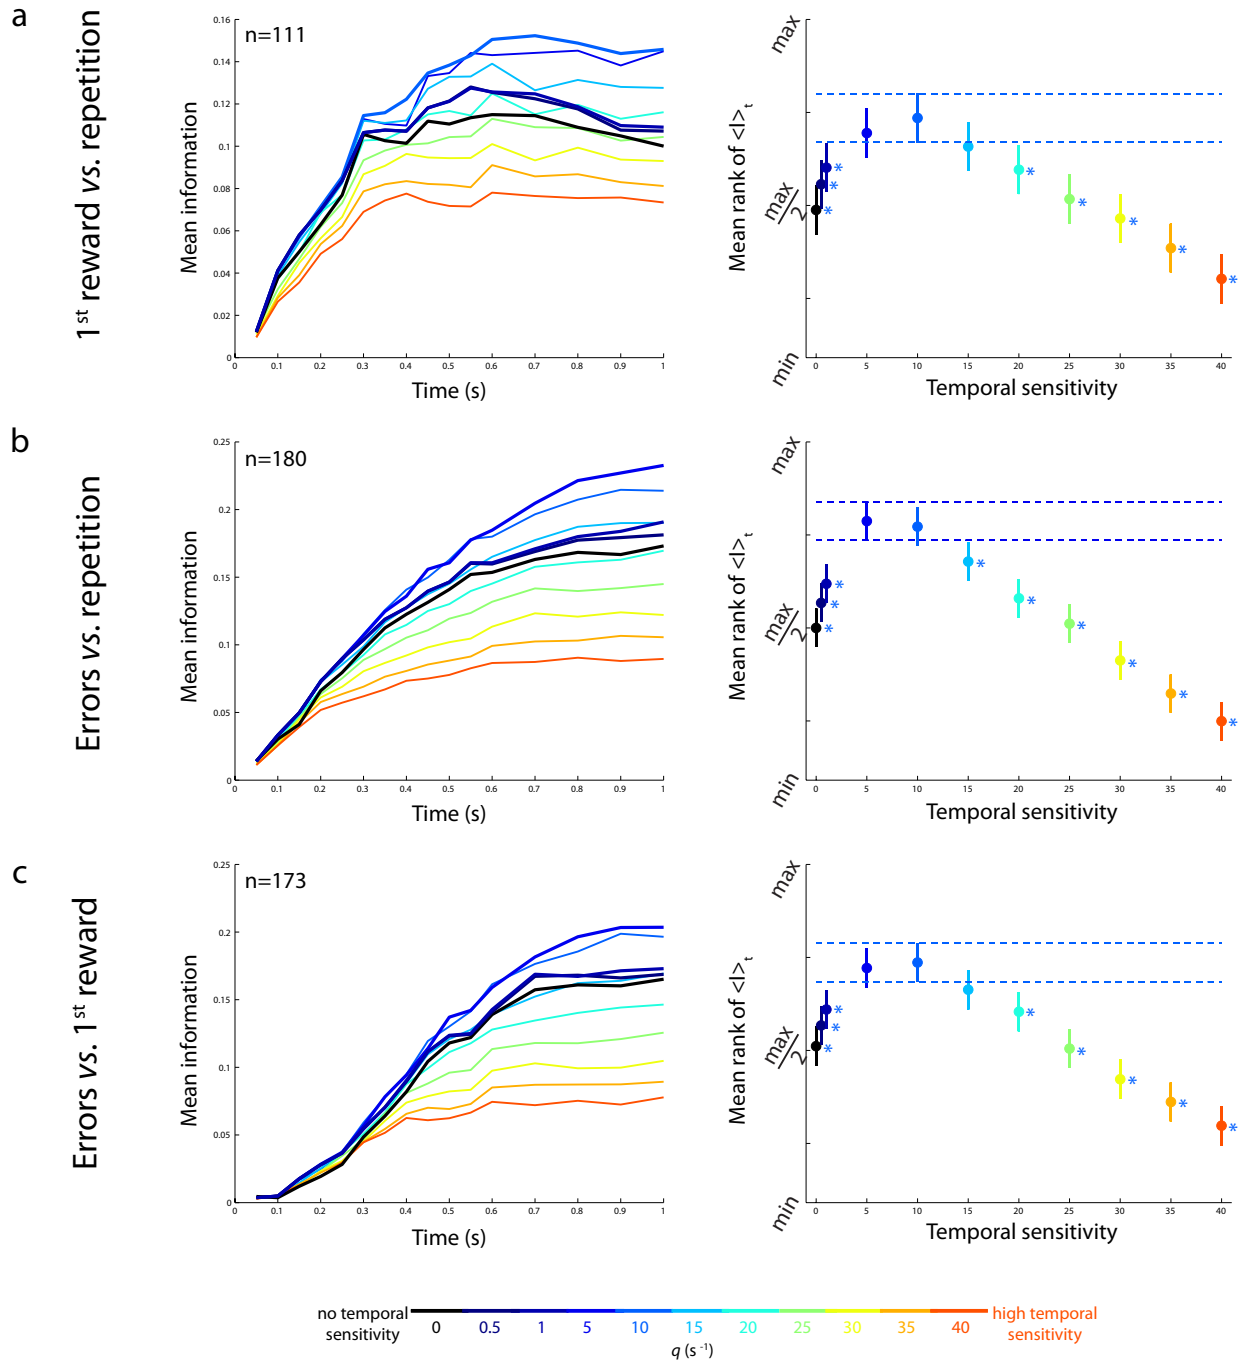 a
1st reward vs. repetition
n=111
Mean information
0.16
0.14
0.12
0.1
0.08
0.06
0.04
0.02
0
0 0.1 0.2 0.3 0.4 0.5 0.6 0.7 0.8 0.9 1
Time (s)
Mean rank of <I>t
max
max/2
min
* * * * * * * * *
0 5 10 15 20 25 30 35 40
Temporal sensitivity
b
Errors vs. repetition
n=180
Mean information
0.25
0.2
0.15
0.1
0.05
0
0 0.1 0.2 0.3 0.4 0.5 0.6 0.7 0.8 0.9 1
Time (s)
Mean rank of <I>t
max
max/2
min
* * * * * * * * *
0 5 10 15 20 25 30 35 40
Temporal sensitivity
c
Errors vs. 1st reward
n=173
Mean information
0.25
0.2
0.15
0.1
0.05
0
0 0.1 0.2 0.3 0.4 0.5 0.6 0.7 0.8 0.9 1
Time (s)
Mean rank of <I>t
max
max/2
min
* * * * * * * *
0 5 10 15 20 25 30 35 40
Temporal sensitivity
no temporal
sensitivity
0 0.5 1 5 10 15 20 25 30 35 40
high temporal
sensitivity
q (s -1)